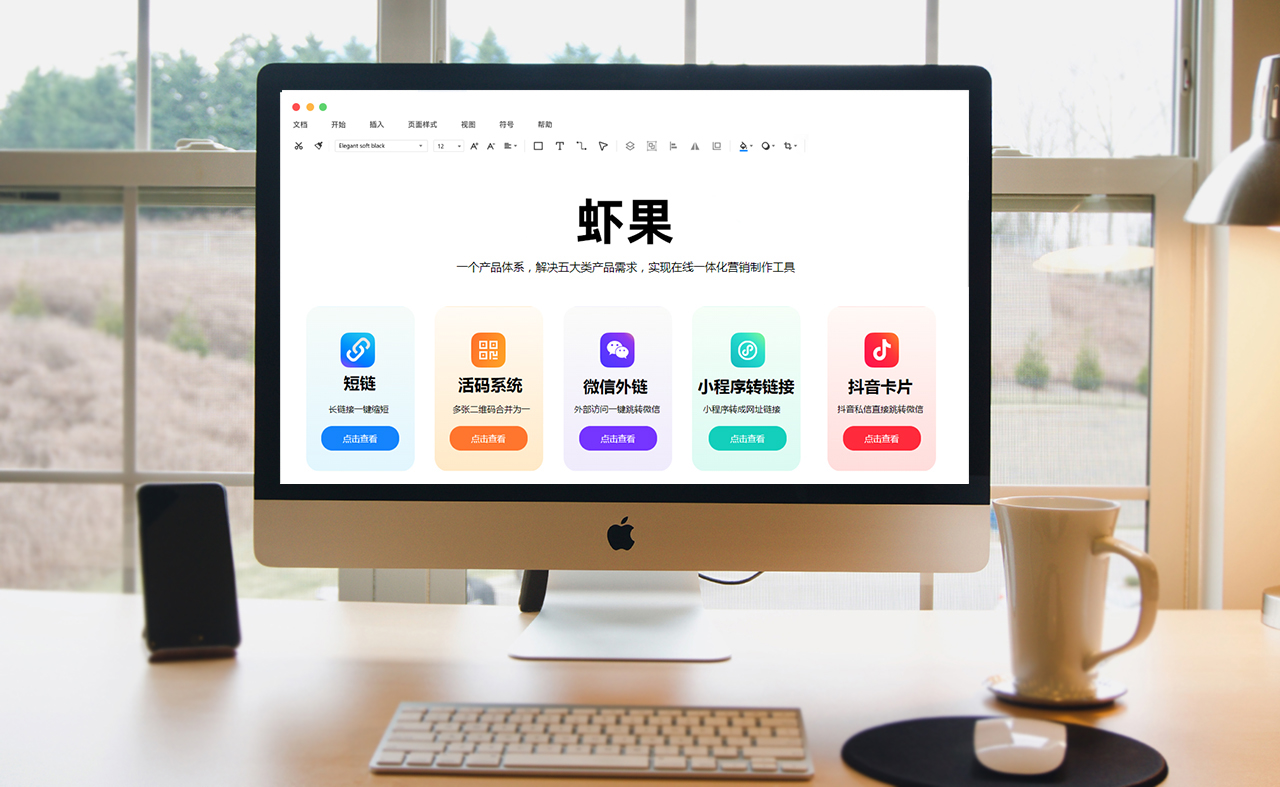 文档 开始 插入 页面样式 视图 符号 帮助
Elegant soft black 12
虾果
一个产品体系，解决五大类产品需求，实现在线一体化营销制作工具
短链
长链接一键缩短
点击查看
活码系统
多张二维码合并为一
点击查看
微信外链
外部访问一键跳转微信
点击查看
小程序转链接
小程序转成网址链接
点击查看
抖音卡片
抖音私信直接跳转微信
点击查看